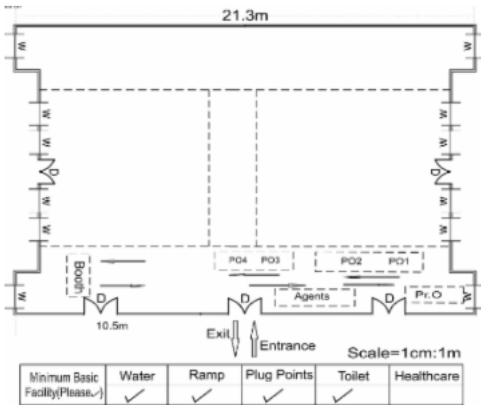 21.3m
W W
W W
W W
D D
W W
W W
PO4 PO3 PO2 PO1
Booth
Agents Pr.O
W D D D W
10.5m
Exit Entrance
Scale=1cm:1m
Minimum Basic Facility(Please✓) Water Ramp Plug Points Toilet Healthcare
✓ ✓ ✓ ✓